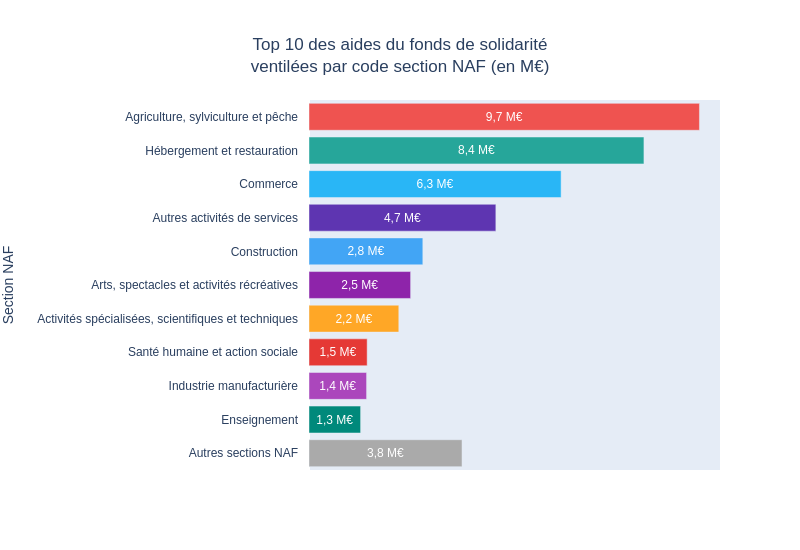 Top 10 des aides du fonds de solidarité
ventilées par code section NAF (en M€)
Section NAF
Agriculture, sylviculture et pêche 9,7 M€
Hébergement et restauration 8,4 M€
Commerce 6,3 M€
Autres activités de services 4,7 M€
Construction 2,8 M€
Arts, spectacles et activités récréatives 2,5 M€
Activités spécialisées, scientifiques et techniques 2,2 M€
Santé humaine et action sociale 1,5 M€
Industrie manufacturière 1,4 M€
Enseignement 1,3 M€
Autres sections NAF 3,8 M€